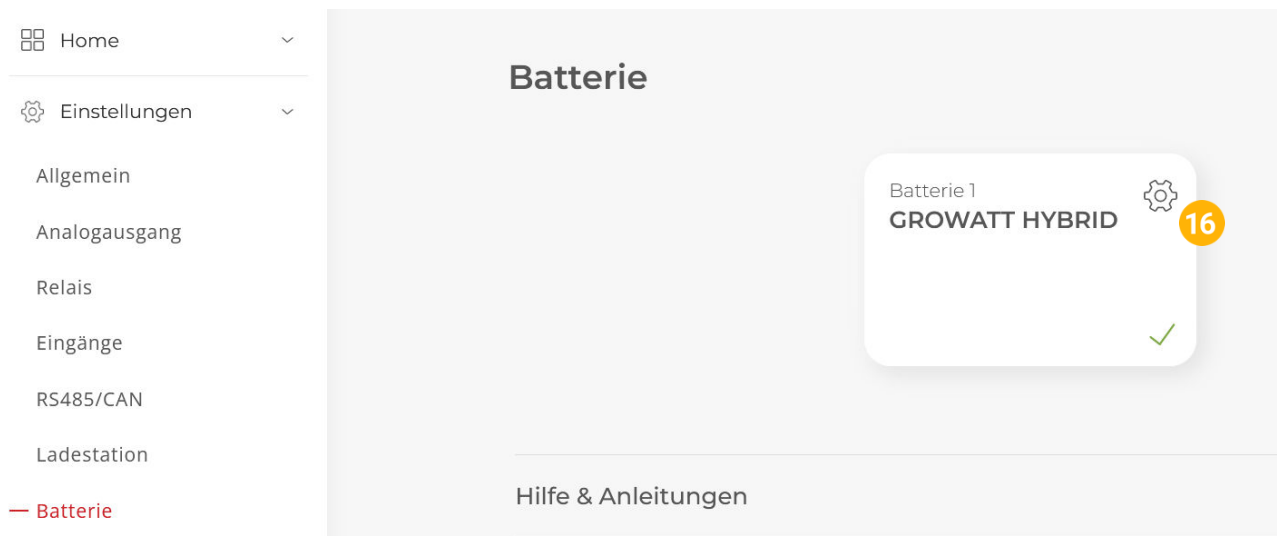 Home
Einstellungen
Allgemein
Analogausgang
Relais
Eingänge
RS485/CAN
Ladestation
Batterie
Batterie
Batterie 1
GROWATT HYBRID
16
Hilfe & Anleitungen